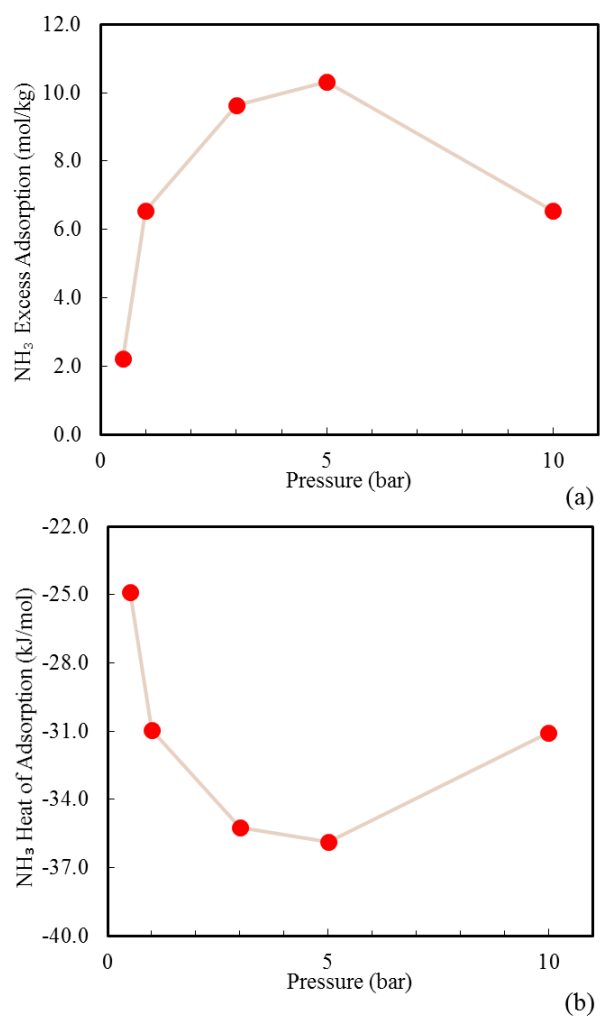 12.0
10.0
8.0
6.0
4.0
2.0
0.0
NH₃ Excess Adsorption (mol/kg)
0 5 10
Pressure (bar)
(a)
-22.0
-25.0
-28.0
-31.0
-34.0
-37.0
-40.0
NH₃ Heat of Adsorption (kJ/mol)
0 5 10
Pressure (bar)
(b)